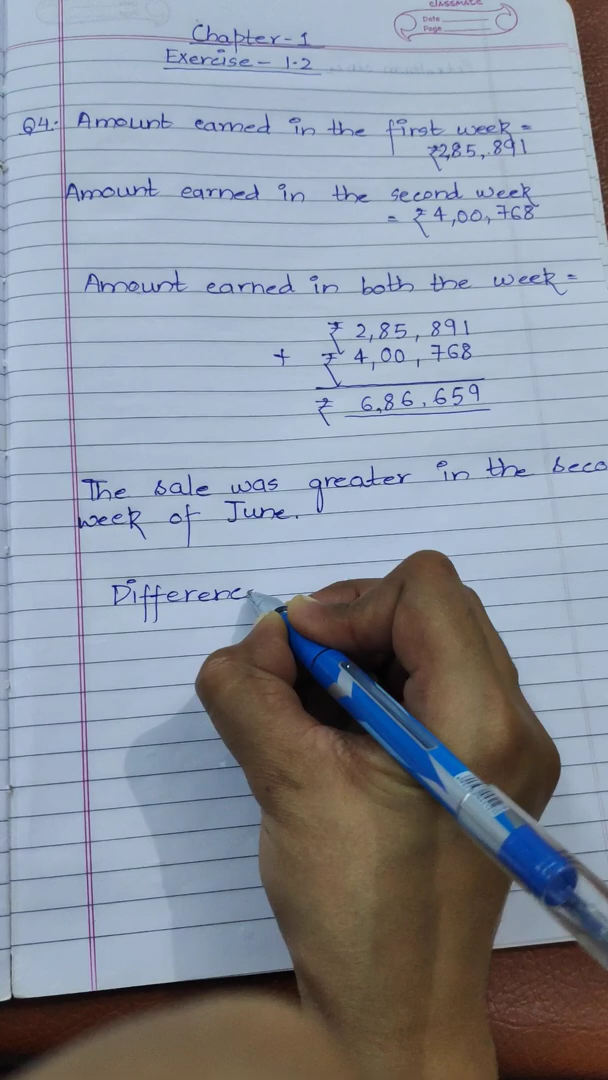 CLASSMATE
Date
Page
Chapter-1
Exercise - 1.2
Q4. Amount earned in the first week =
₹2,85,891
Amount earned in the second week
= ₹4,00,768
Amount earned in both the week =
₹ 2,85,891
+ ₹ 4,00,768
₹ 6,86,659
The sale was greater in the seco
week of June.
Differenc